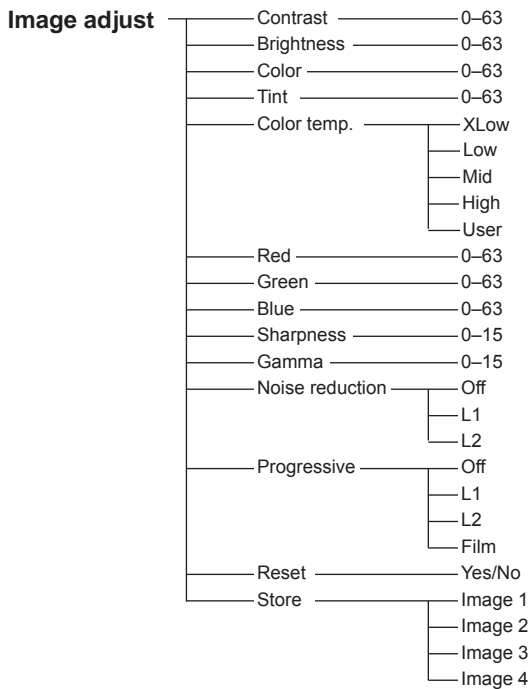 Image adjust Contrast 0–63
Brightness 0–63
Color 0–63
Tint 0–63
Color temp. XLow
Low
Mid
High
User
Red 0–63
Green 0–63
Blue 0–63
Sharpness 0–15
Gamma 0–15
Noise reduction Off
L1
L2
Progressive Off
L1
L2
Film
Reset Yes/No
Store Image 1
Image 2
Image 3
Image 4